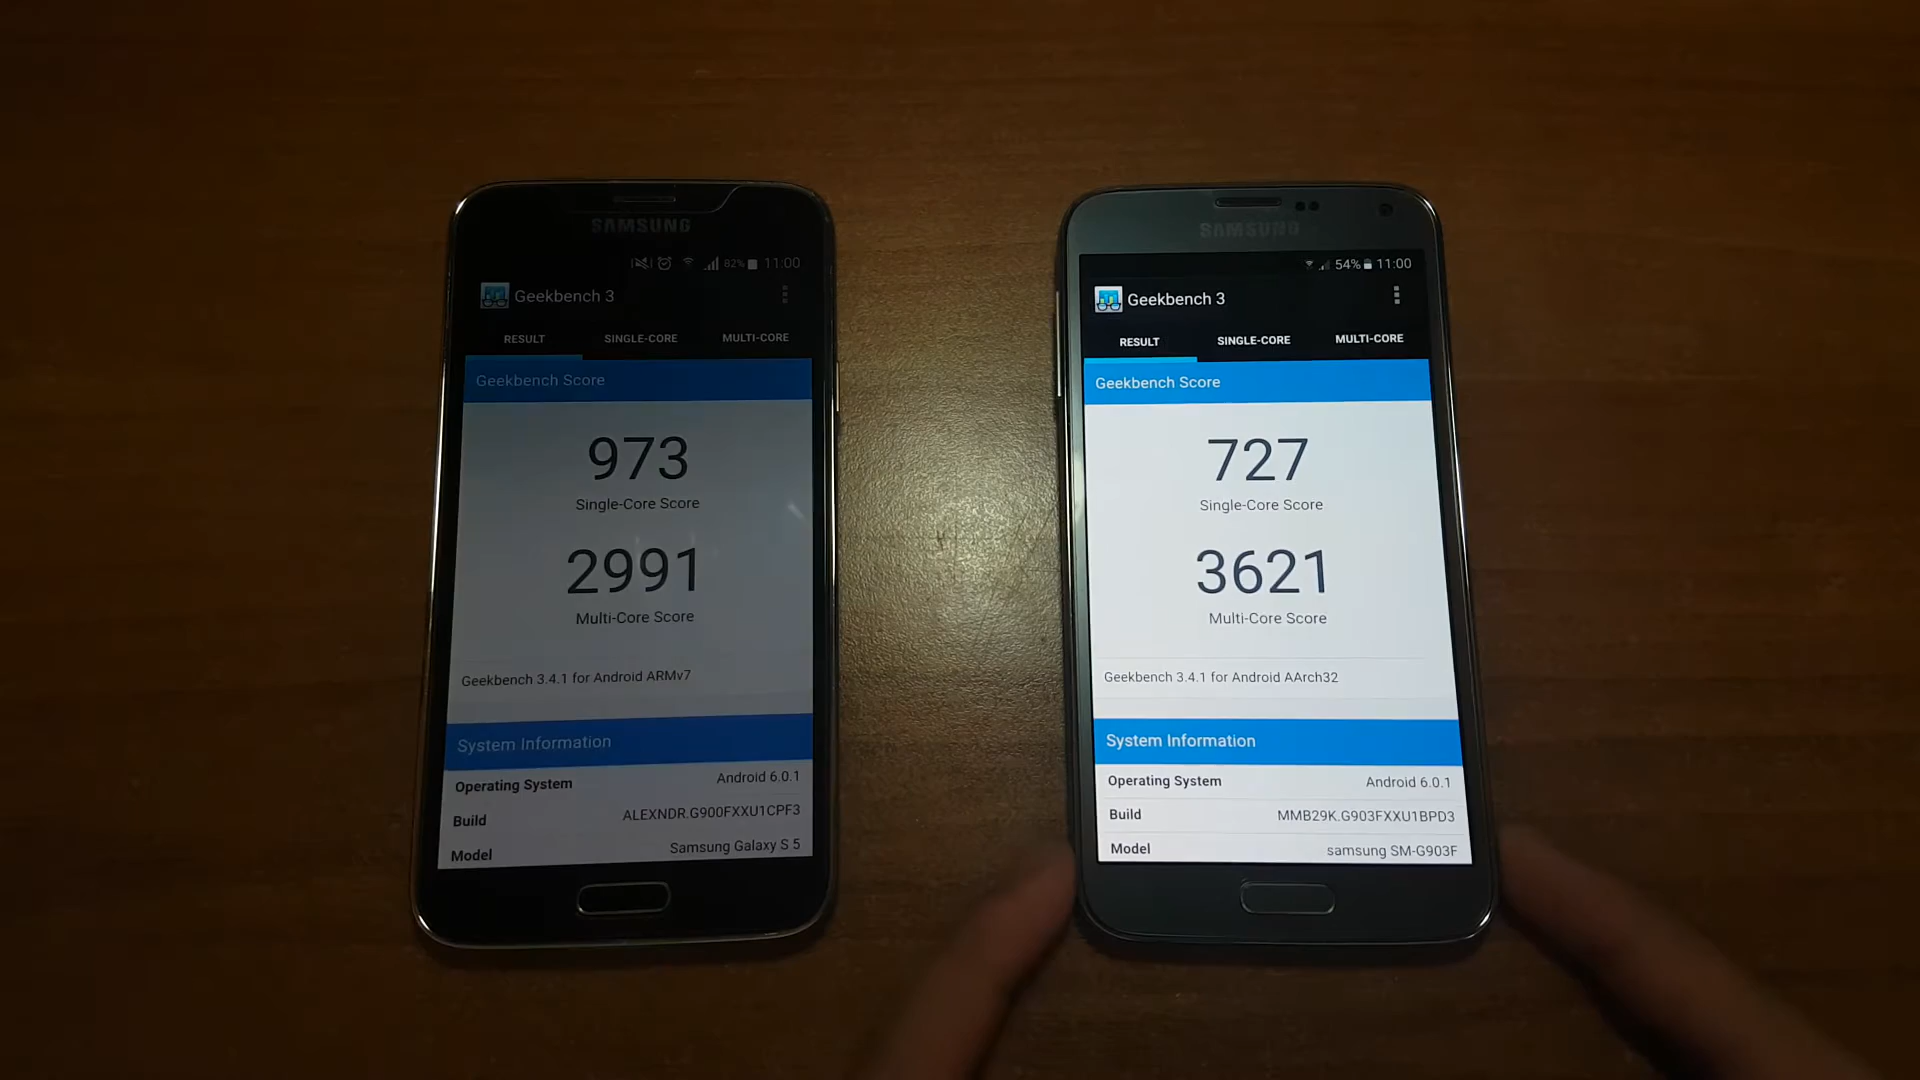 SAMSUNG
82% 11:00
Geekbench 3
RESULT SINGLE-CORE MULTI-CORE
Geekbench Score
973
Single-Core Score
2991
Multi-Core Score
Geekbench 3.4.1 for Android ARMv7
System Information
Operating System Android 6.0.1
Build ALEXNDR.G900FXXU1CPF3
Model Samsung Galaxy S 5
SAMSUNG
54% 11:00
Geekbench 3
RESULT SINGLE-CORE MULTI-CORE
Geekbench Score
727
Single-Core Score
3621
Multi-Core Score
Geekbench 3.4.1 for Android AArch32
System Information
Operating System Android 6.0.1
Build MMB29K.G903FXXU1BPD3
Model samsung SM-G903F